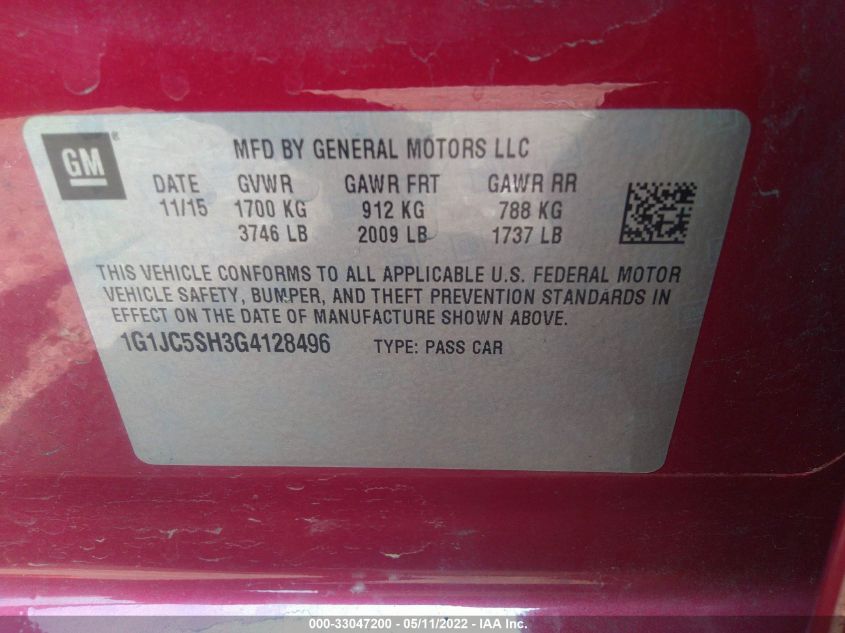 GM ®
MFD BY GENERAL MOTORS LLC
DATE GVWR GAWR FRT GAWR RR
11/15 1700 KG 912 KG 788 KG
3746 LB 2009 LB 1737 LB
THIS VEHICLE CONFORMS TO ALL APPLICABLE U.S. FEDERAL MOTOR
VEHICLE SAFETY, BUMPER, AND THEFT PREVENTION STANDARDS IN
EFFECT ON THE DATE OF MANUFACTURE SHOWN ABOVE.
1G1JC5SH3G4128496 TYPE: PASS CAR
000-33047200 - 05/11/2022 - IAA Inc.